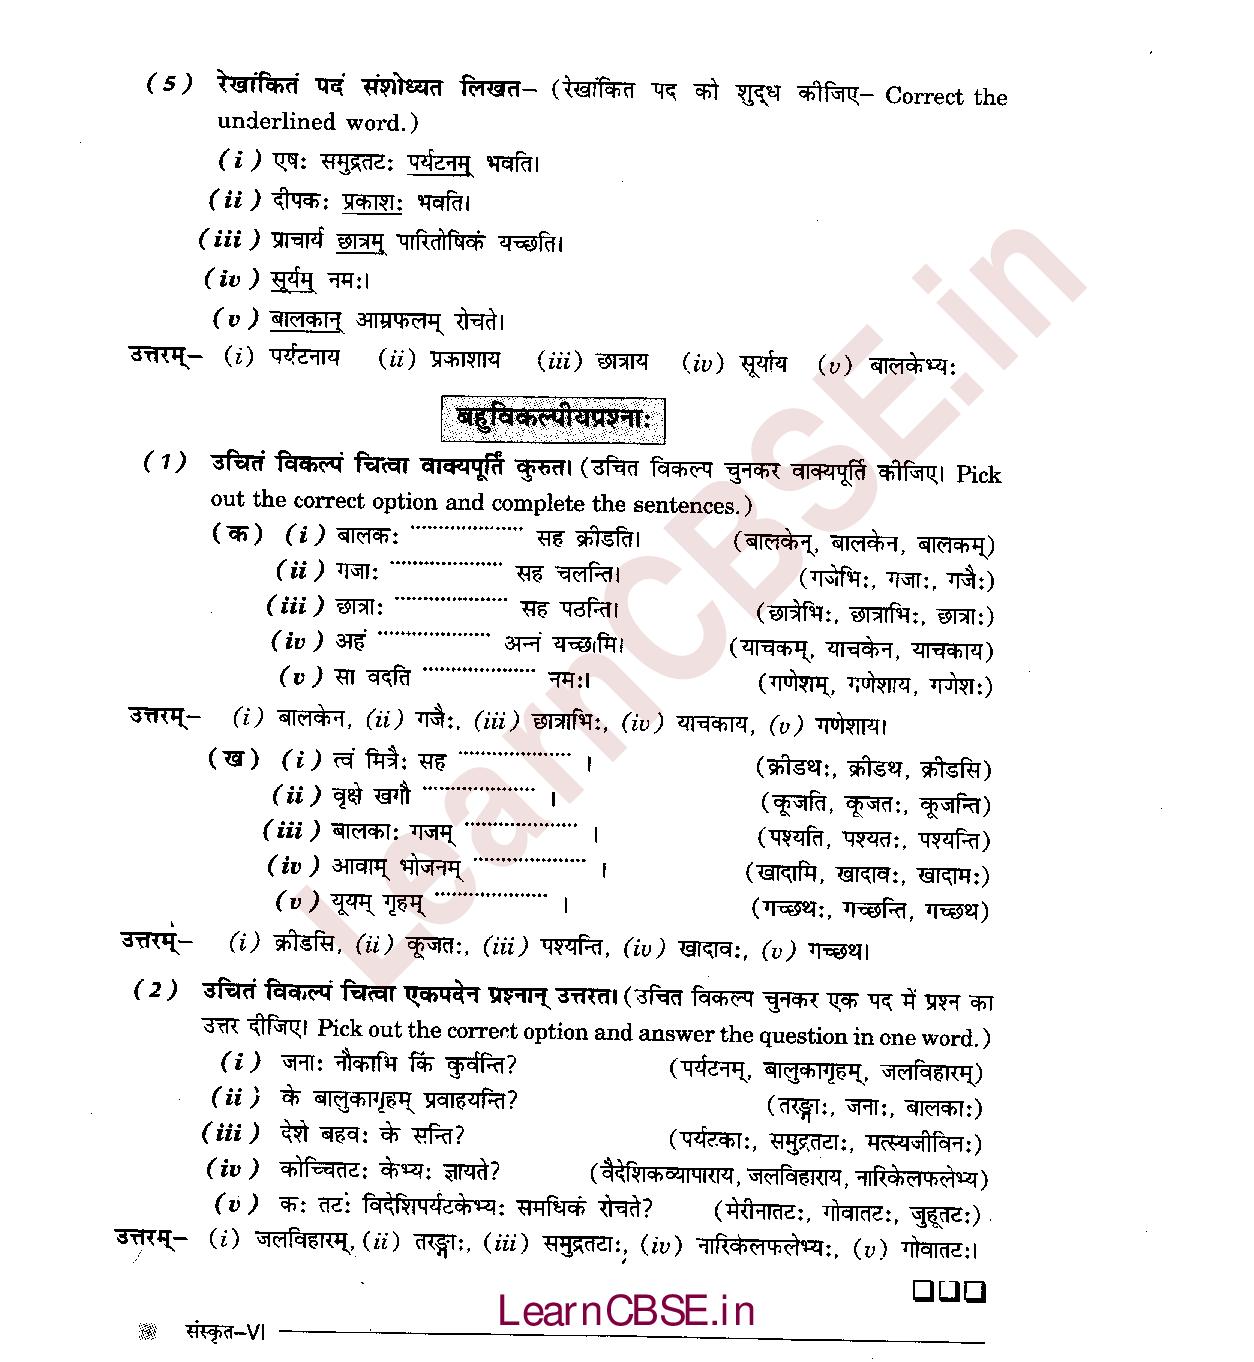 (5) रेखांकितं पदं संशोध्यत लिखत– (रेखांकित पद को शुद्ध कीजिए– Correct the
underlined word.)
(i) एषः समुद्रतटः पर्यटनम् भवति।
(ii) दीपकः प्रकाशः भवति।
(iii) प्राचार्य छात्रम् पारितोषिकं यच्छति।
(iv) सूर्यम् नमः।
(v) बालकान् आम्रफलम् रोचते।
उत्तरम्– (i) पर्यटनाय (ii) प्रकाशाय (iii) छात्राय (iv) सूर्याय (v) बालकेभ्यः
बहुविकल्पीयप्रश्नाः
(1) उचितं विकल्पं चित्वा वाक्यपूर्तिं कुरुत। (उचित विकल्प चुनकर वाक्यपूर्ति कीजिए। Pick
out the correct option and complete the sentences.)
(क) (i) बालकः .................... सह क्रीडति। (बालकेन्, बालकेन, बालकम्)
(ii) गजाः .................... सह चलन्ति। (गजेभिः, गजाः, गजैः)
(iii) छात्राः .................... सह पठन्ति। (छात्रेभिः, छात्राभिः, छात्राः)
(iv) अहं .................... अन्नं यच्छामि। (याचकम्, याचकेन, याचकाय)
(v) सा वदति .................... नमः। (गणेशम्, गणेशाय, गणेशः)
उत्तरम्– (i) बालकेन, (ii) गजैः, (iii) छात्राभिः, (iv) याचकाय, (v) गणेशाय।
(ख) (i) त्वं मित्रैः सह .................... । (क्रीडथः, क्रीडथ, क्रीडसि)
(ii) वृक्षे खगौ .................... । (कूजति, कूजतः, कूजन्ति)
(iii) बालकाः गजम् .................... । (पश्यति, पश्यतः, पश्यन्ति)
(iv) आवाम् भोजनम् .................... । (खादामि, खादावः, खादामः)
(v) यूयम् गृहम् .................... । (गच्छथः, गच्छन्ति, गच्छथ)
उत्तरम्– (i) क्रीडसि, (ii) कूजतः, (iii) पश्यन्ति, (iv) खादावः, (v) गच्छथ।
(2) उचितं विकल्पं चित्वा एकपदेन प्रश्नान् उत्तरत। (उचित विकल्प चुनकर एक पद में प्रश्न का
उत्तर दीजिए। Pick out the correct option and answer the question in one word.)
(i) जनाः नौकाभि किं कुर्वन्ति? (पर्यटनम्, बालुकागृहम्, जलविहारम्)
(ii) के बालुकागृहम् प्रवाहयन्ति? (तरङ्गाः, जनाः, बालकाः)
(iii) देशे बहवः के सन्ति? (पर्यटकाः, समुद्रतटाः, मत्स्यजीविनः)
(iv) कोच्चितटः केभ्यः ज्ञायते? (वैदेशिकव्यापाराय, जलविहाराय, नारिकेलफलेभ्य)
(v) कः तटः विदेशिपर्यटकेभ्यः समधिकं रोचते? (मेरीनातटः, गोवातटः, जुहूतटः)
उत्तरम्– (i) जलविहारम्, (ii) तरङ्गाः, (iii) समुद्रतटाः, (iv) नारिकेलफलेभ्यः, (v) गोवातटः।
LearnCBSE.in
संस्कृत–VI
LearnCBSE.in